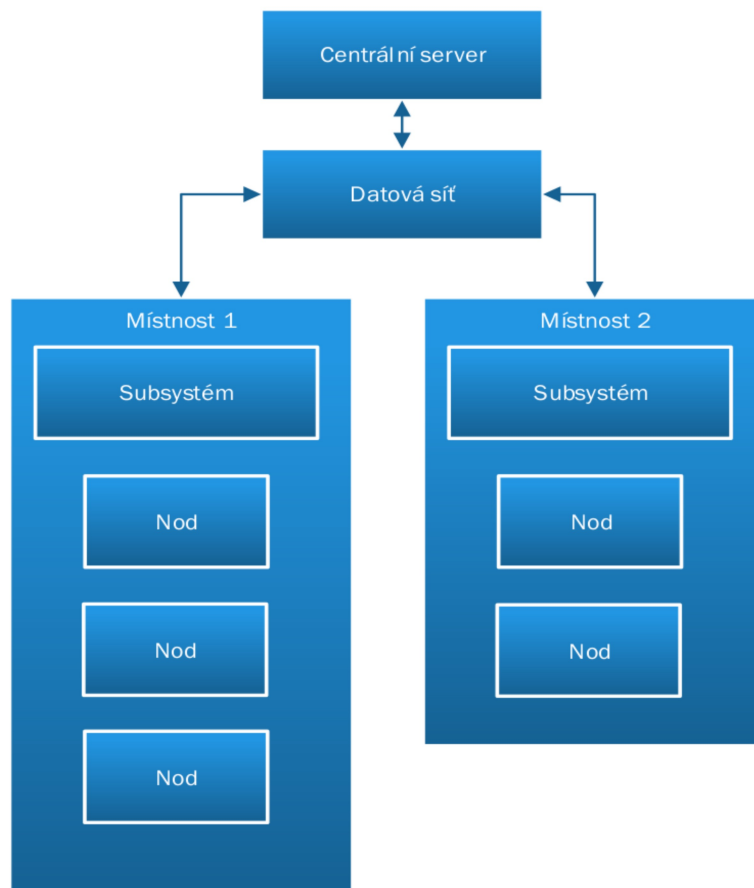 Centrální server
Datová síť
Místnost 1
Subsystém
Nod
Nod
Nod
Místnost 2
Subsystém
Nod
Nod